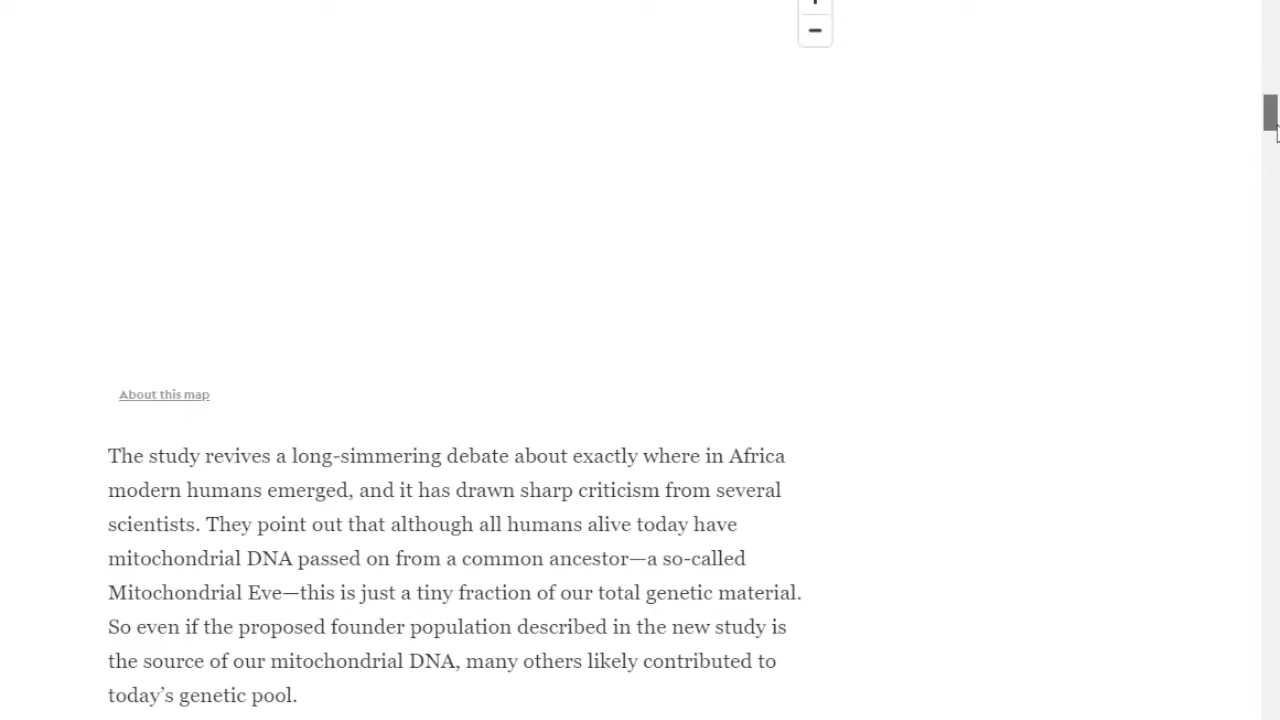 About this map
The study revives a long-simmering debate about exactly where in Africa
modern humans emerged, and it has drawn sharp criticism from several
scientists. They point out that although all humans alive today have
mitochondrial DNA passed on from a common ancestor—a so-called
Mitochondrial Eve—this is just a tiny fraction of our total genetic material.
So even if the proposed founder population described in the new study is
the source of our mitochondrial DNA, many others likely contributed to
today’s genetic pool.